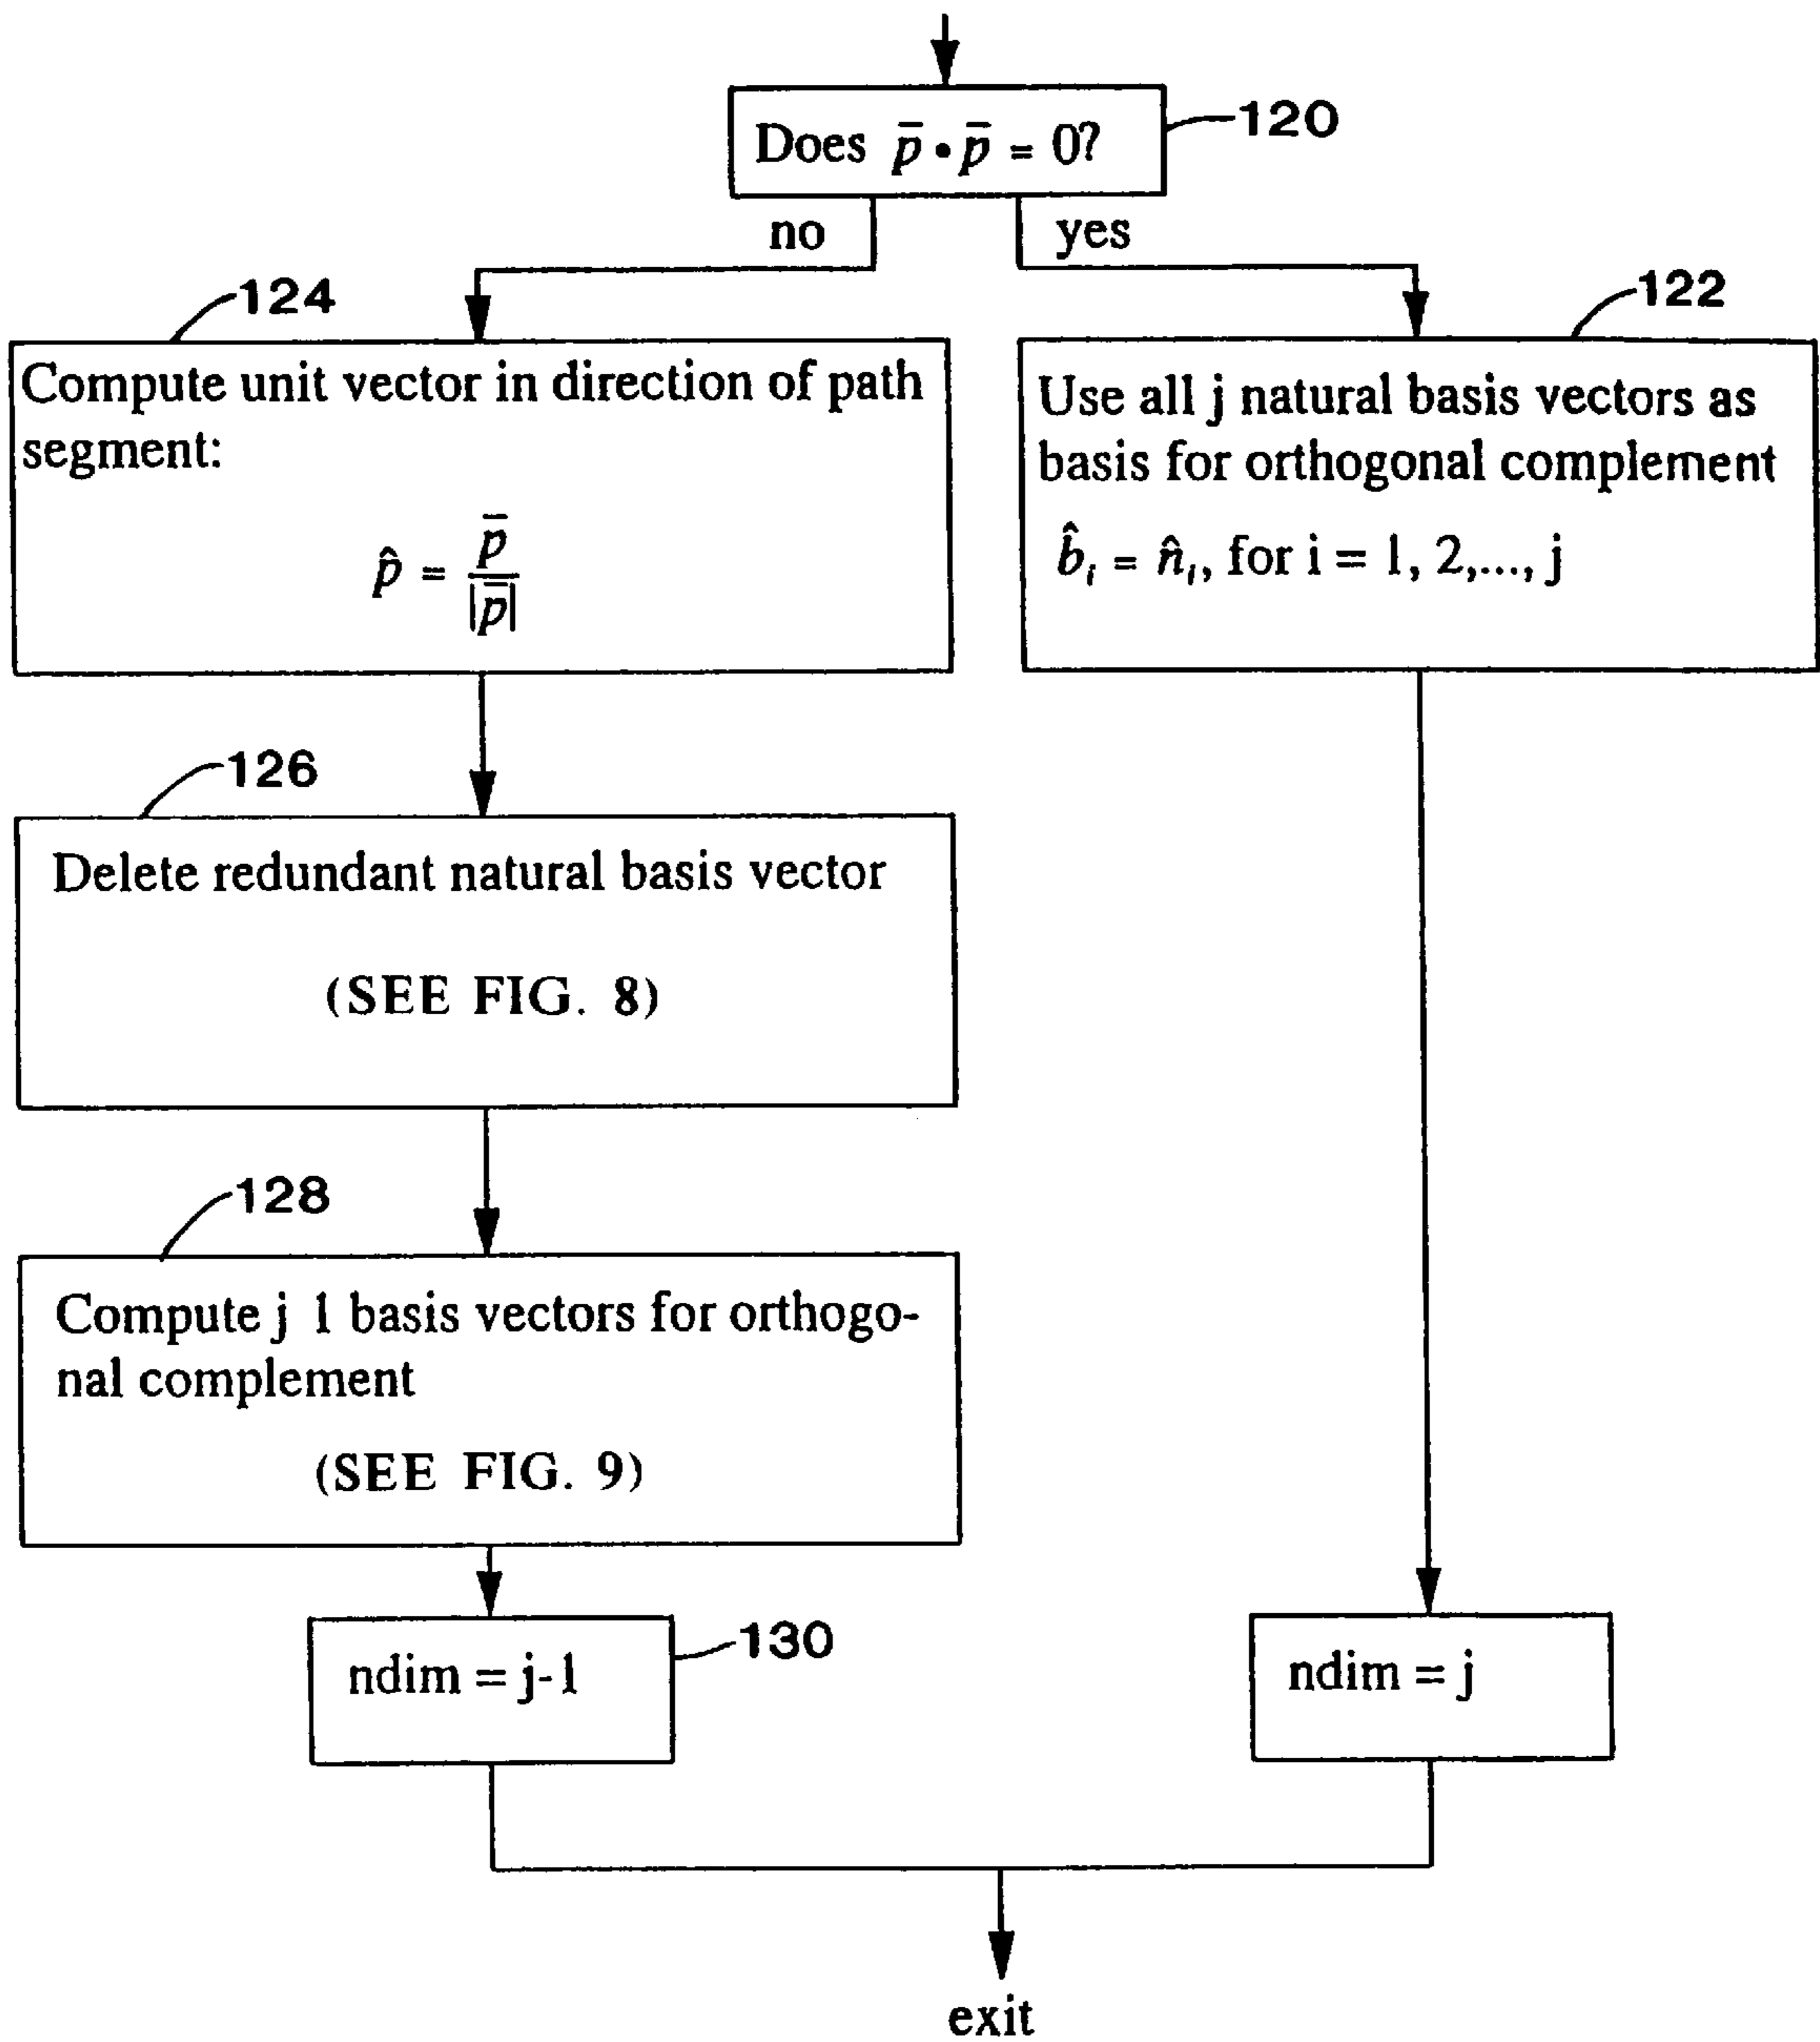 Does p̄ • p̄ = 0?
120
no
yes
124
Compute unit vector in direction of path
segment:
p̂ = p̄ / |p̄|
122
Use all j natural basis vectors as
basis for orthogonal complement
b̂ᵢ = n̂ᵢ, for i = 1, 2,..., j
126
Delete redundant natural basis vector
(SEE FIG. 8)
128
Compute j 1 basis vectors for orthogo-
nal complement
(SEE FIG. 9)
130
ndim = j-1
ndim = j
exit